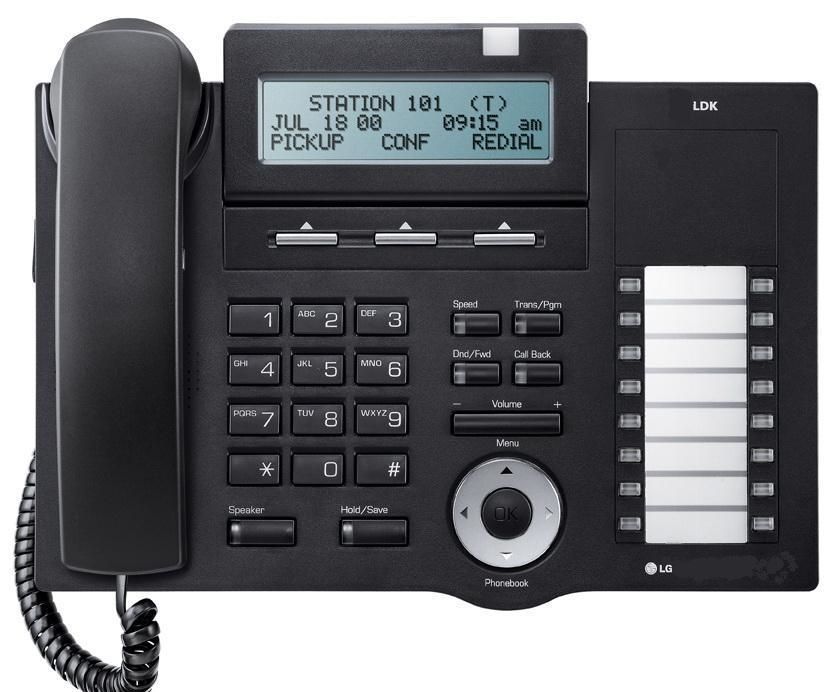 LDK
STATION 101 (T)
JUL 18 00 09:15 am
PICKUP CONF REDIAL
1 ABC 2 DEF 3
GHI 4 JKL 5 MNO 6
PQRS 7 TUV 8 WXYZ 9
* 0 #
Speaker Hold/Save
Speed Trans/Pgm
Dnd/Fwd Call Back
− Volume +
Menu
OK
Phonebook
LG